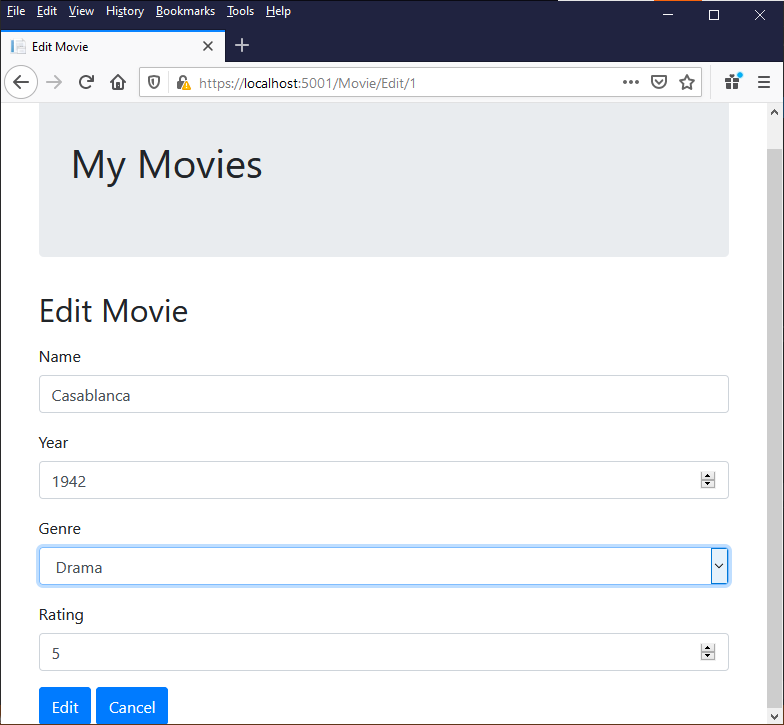 File Edit View History Bookmarks Tools Help
Edit Movie
https://localhost:5001/Movie/Edit/1
My Movies
Edit Movie
Name
Casablanca
Year
1942
Genre
Drama
Rating
5
Edit Cancel